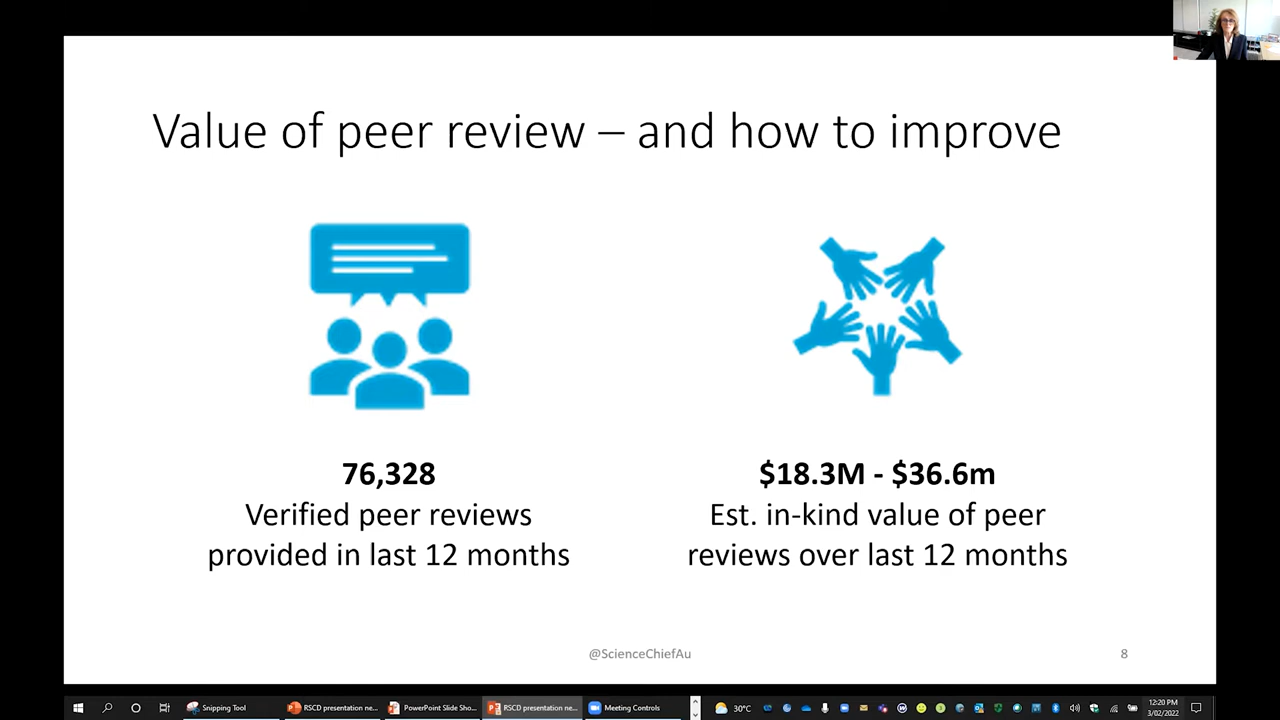 Value of peer review – and how to improve
76,328
Verified peer reviews
provided in last 12 months
$18.3M - $36.6m
Est. in-kind value of peer
reviews over last 12 months
@ScienceChiefAu
8
Snipping Tool
RSCD presentation ne...
PowerPoint Slide Sho...
RSCD presentation ne...
Meeting Controls
30°C
12:20 PM
3/02/2022